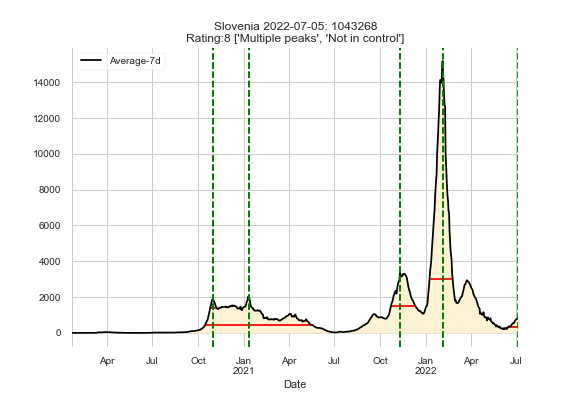 Slovenia 2022-07-05: 1043268
Rating:8 ['Multiple peaks', 'Not in control']
Average-7d
14000
12000
10000
8000
6000
4000
2000
0
Apr Jul Oct Jan Apr Jul Oct Jan Apr Jul
2021 2022
Date